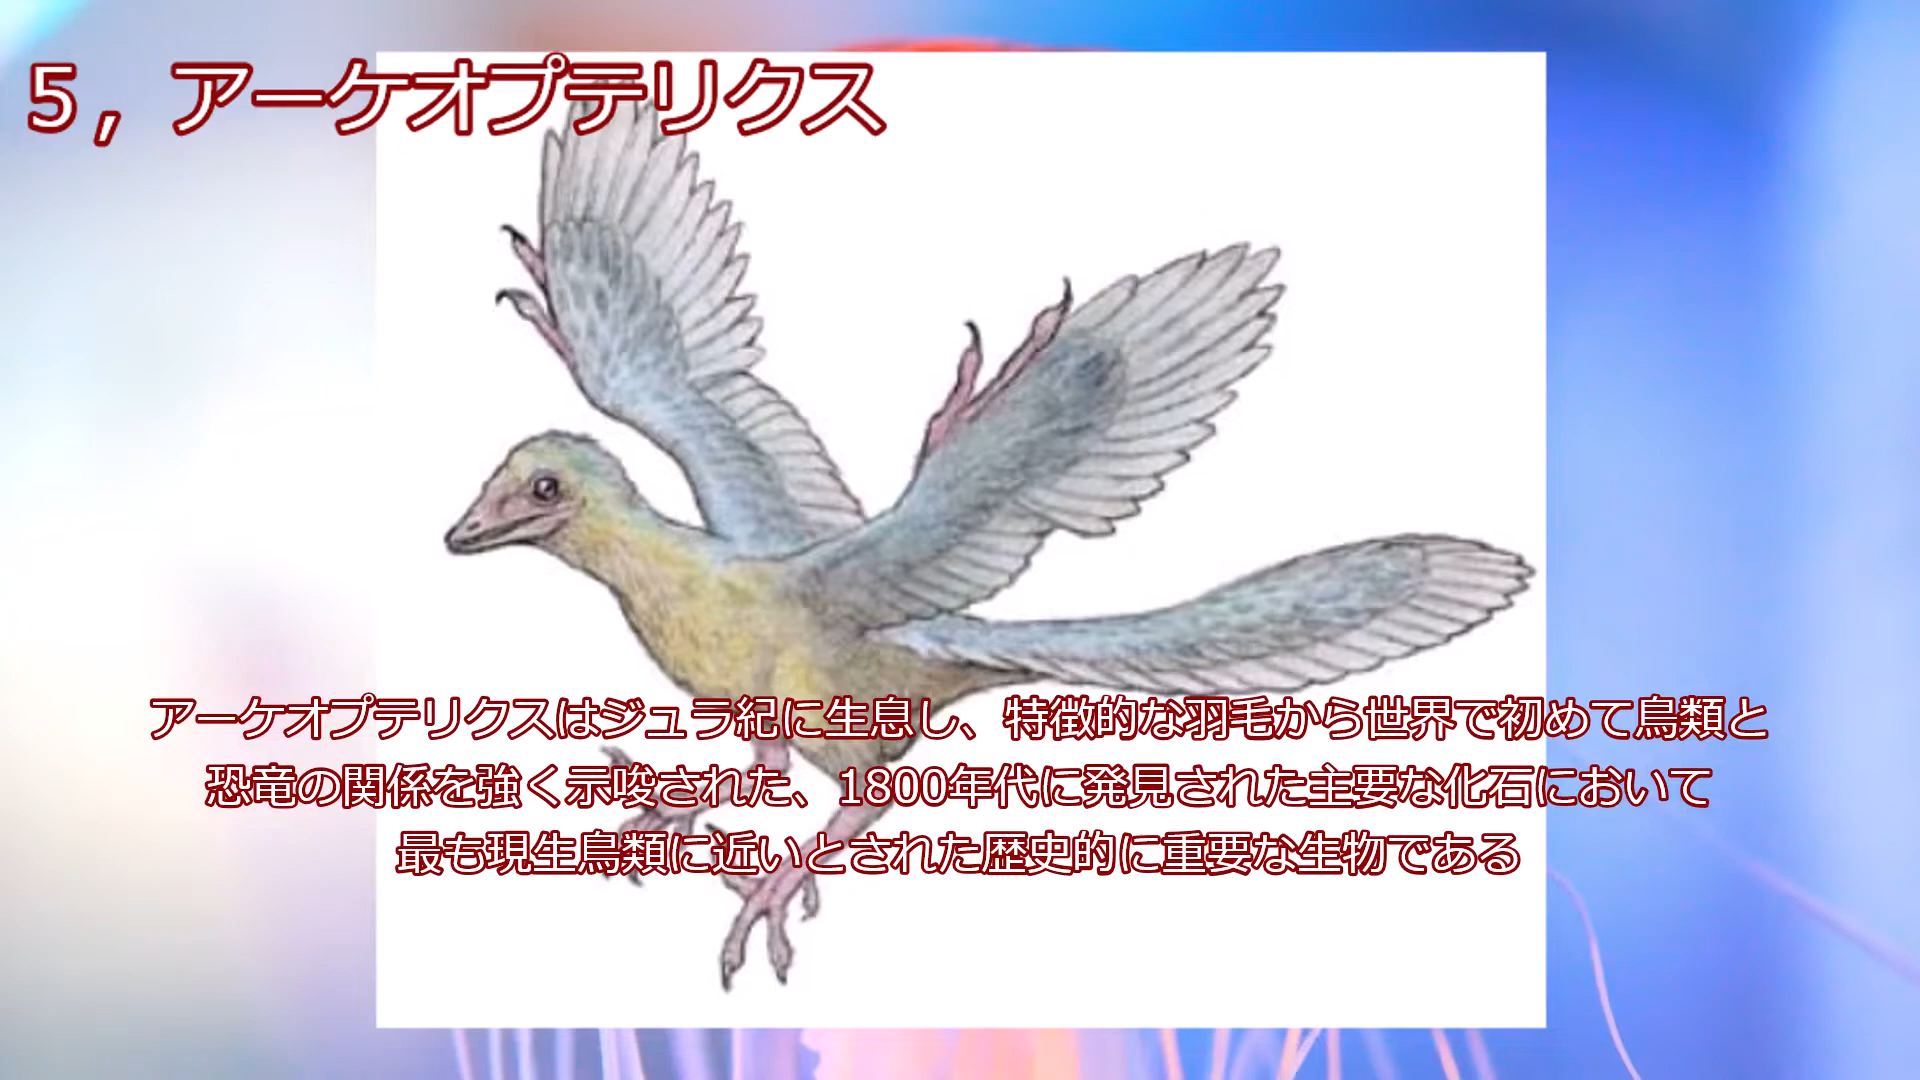 5，アーケオプテリクス
アーケオプテリクスはジュラ紀に生息し、特徴的な羽毛から世界で初めて鳥類と
恐竜の関係を強く示唆された、1800年代に発見された主要な化石において
最も現生鳥類に近いとされた歴史的に重要な生物である